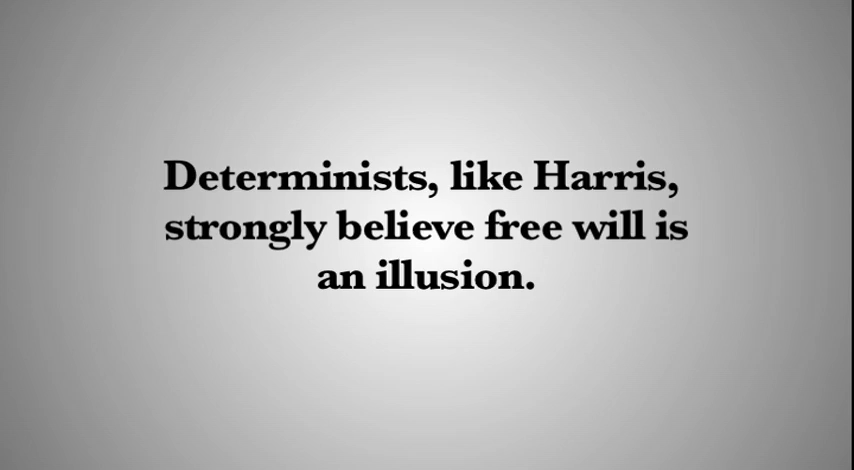 Determinists, like Harris,
strongly believe free will is
an illusion.